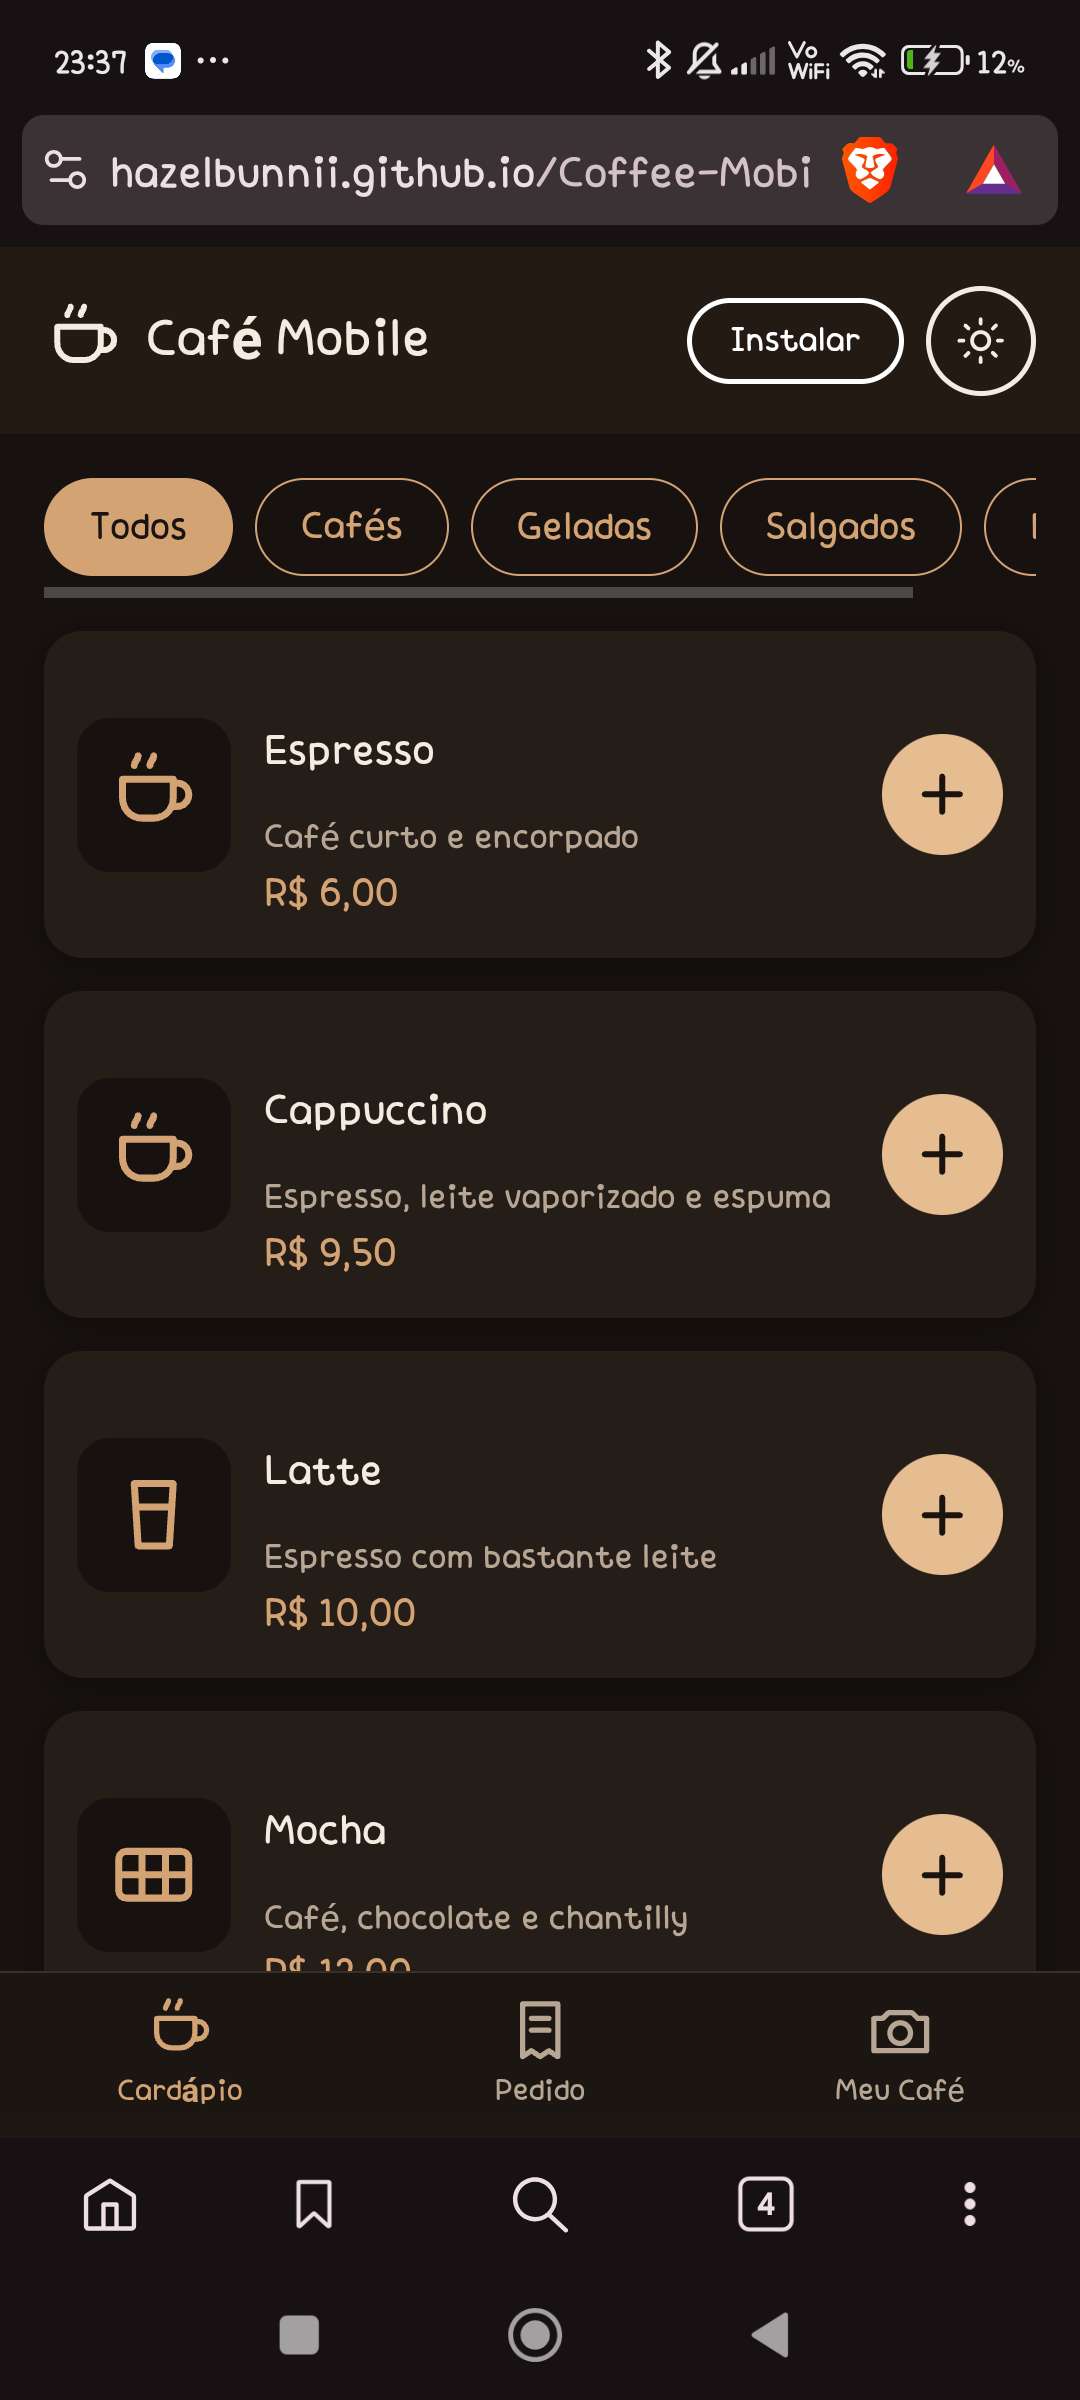 23:37
Vo
WiFi
12%
hazelbunnii.github.io/Coffee-Mobi
Café Mobile
Instalar
Todos
Cafés
Geladas
Salgados
Espresso
Café curto e encorpado
R$ 6,00
Cappuccino
Espresso, leite vaporizado e espuma
R$ 9,50
Latte
Espresso com bastante leite
R$ 10,00
Mocha
Café, chocolate e chantilly
R$ 12,00
Cardápio
Pedido
Meu Café
4